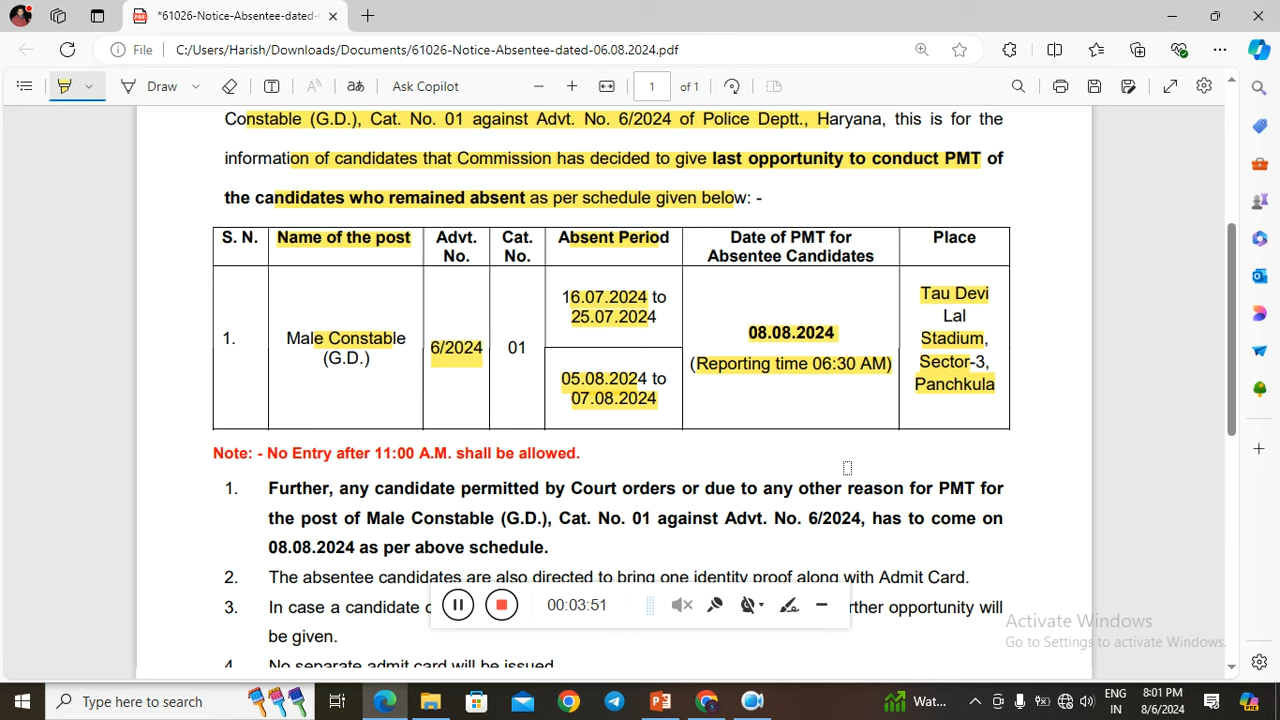 *61026-Notice-Absentee-dated-
File C:/Users/Harish/Downloads/Documents/61026-Notice-Absentee-dated-06.08.2024.pdf
Draw
aあ
Ask Copilot
1 of 1
Constable (G.D.), Cat. No. 01 against Advt. No. 6/2024 of Police Deptt., Haryana, this is for the
information of candidates that Commission has decided to give last opportunity to conduct PMT of
the candidates who remained absent as per schedule given below: -
S. N. Name of the post Advt. No. Cat. No. Absent Period Date of PMT for Absentee Candidates Place
1.
Male Constable
(G.D.)
6/2024
01
16.07.2024 to
25.07.2024
05.08.2024 to
07.08.2024
08.08.2024
(Reporting time 06:30 AM)
Tau Devi
Lal
Stadium,
Sector-3,
Panchkula
Note: - No Entry after 11:00 A.M. shall be allowed.
1. Further, any candidate permitted by Court orders or due to any other reason for PMT for
the post of Male Constable (G.D.), Cat. No. 01 against Advt. No. 6/2024, has to come on
08.08.2024 as per above schedule.
2. The absentee candidates are also directed to bring one identity proof along with Admit Card.
3. In case a candidate rther opportunity will
be given.
4. No separate admit card will be issued
00:03:51
Activate Windows
Go to Settings to activate Windows.
Type here to search
Wat...
ENG
IN
8:01 PM
8/6/2024